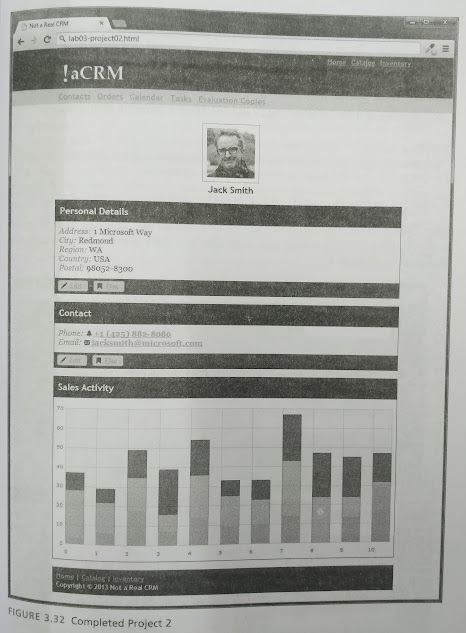 Not a Real CRM
lab03-project02.html
Home Catalog Inventory
!aCRM
Contacts Orders Calendar Tasks Evaluation Copies
Jack Smith
Personal Details
Address: 1 Microsoft Way
City: Redmond
Region: WA
Country: USA
Postal: 98052-8300
Edit
Contact
Phone: +1 (425) 882-8080
Email: jacksmith@microsoft.com
Edit
Sales Activity
70
60
50
40
30
20
10
0
0 1 2 3 4 5 6 7 8 9 10
Home | Catalog | Inventory
Copyright © 2013 Not a Real CRM
FIGURE 3.32 Completed Project 2